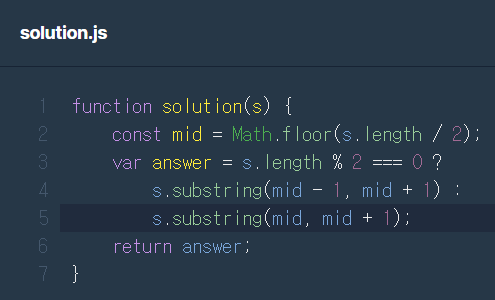 solution.js
1 function solution(s) {
2     const mid = Math.floor(s.length / 2);
3     var answer = s.length % 2 === 0 ?
4         s.substring(mid - 1, mid + 1) :
5         s.substring(mid, mid + 1);
6     return answer;
7 }